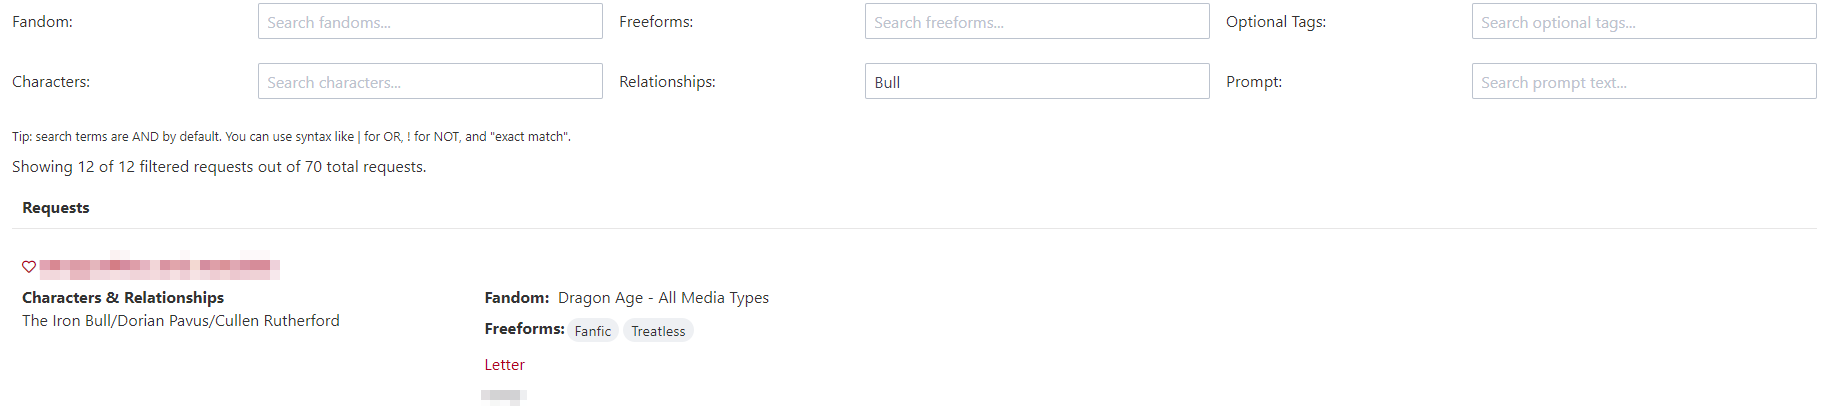 Fandom: Search fandoms... Freeforms: Search freeforms... Optional Tags: Search optional tags...
Characters: Search characters... Relationships: Bull Prompt: Search prompt text...
Tip: search terms are AND by default. You can use syntax like | for OR, ! for NOT, and "exact match".
Showing 12 of 12 filtered requests out of 70 total requests.
Requests
Characters & Relationships
The Iron Bull/Dorian Pavus/Cullen Rutherford
Fandom: Dragon Age - All Media Types
Freeforms: Fanfic Treatless
Letter